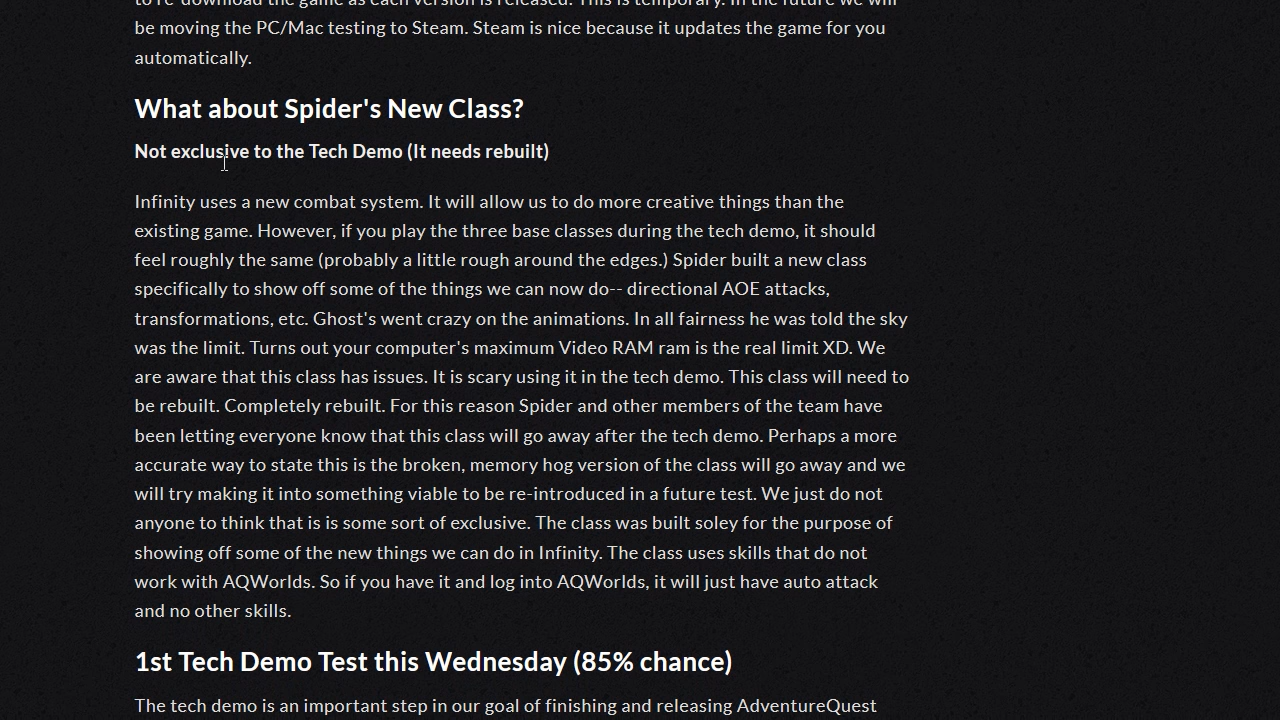 to re-download the game as each version is released. This is temporary. In the future we will
be moving the PC/Mac testing to Steam. Steam is nice because it updates the game for you
automatically.
What about Spider's New Class?
Not exclusive to the Tech Demo (It needs rebuilt)
Infinity uses a new combat system. It will allow us to do more creative things than the
existing game. However, if you play the three base classes during the tech demo, it should
feel roughly the same (probably a little rough around the edges.) Spider built a new class
specifically to show off some of the things we can now do-- directional AOE attacks,
transformations, etc. Ghost's went crazy on the animations. In all fairness he was told the sky
was the limit. Turns out your computer's maximum Video RAM ram is the real limit XD. We
are aware that this class has issues. It is scary using it in the tech demo. This class will need to
be rebuilt. Completely rebuilt. For this reason Spider and other members of the team have
been letting everyone know that this class will go away after the tech demo. Perhaps a more
accurate way to state this is the broken, memory hog version of the class will go away and we
will try making it into something viable to be re-introduced in a future test. We just do not
anyone to think that is is some sort of exclusive. The class was built soley for the purpose of
showing off some of the new things we can do in Infinity. The class uses skills that do not
work with AQWorlds. So if you have it and log into AQWorlds, it will just have auto attack
and no other skills.
1st Tech Demo Test this Wednesday (85% chance)
The tech demo is an important step in our goal of finishing and releasing AdventureQuest